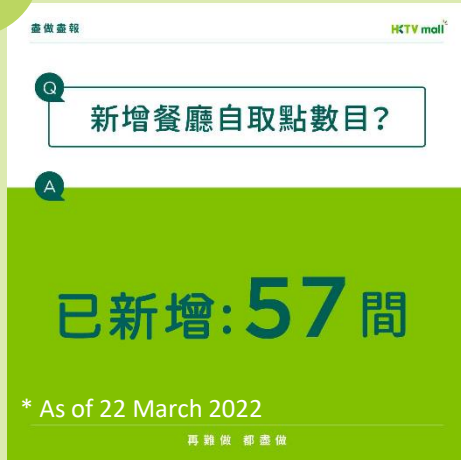 盡做盡報
HKTV mall
Q
新增餐廳自取點數目?
A
已新增:57間
* As of 22 March 2022
再難做 都盡做